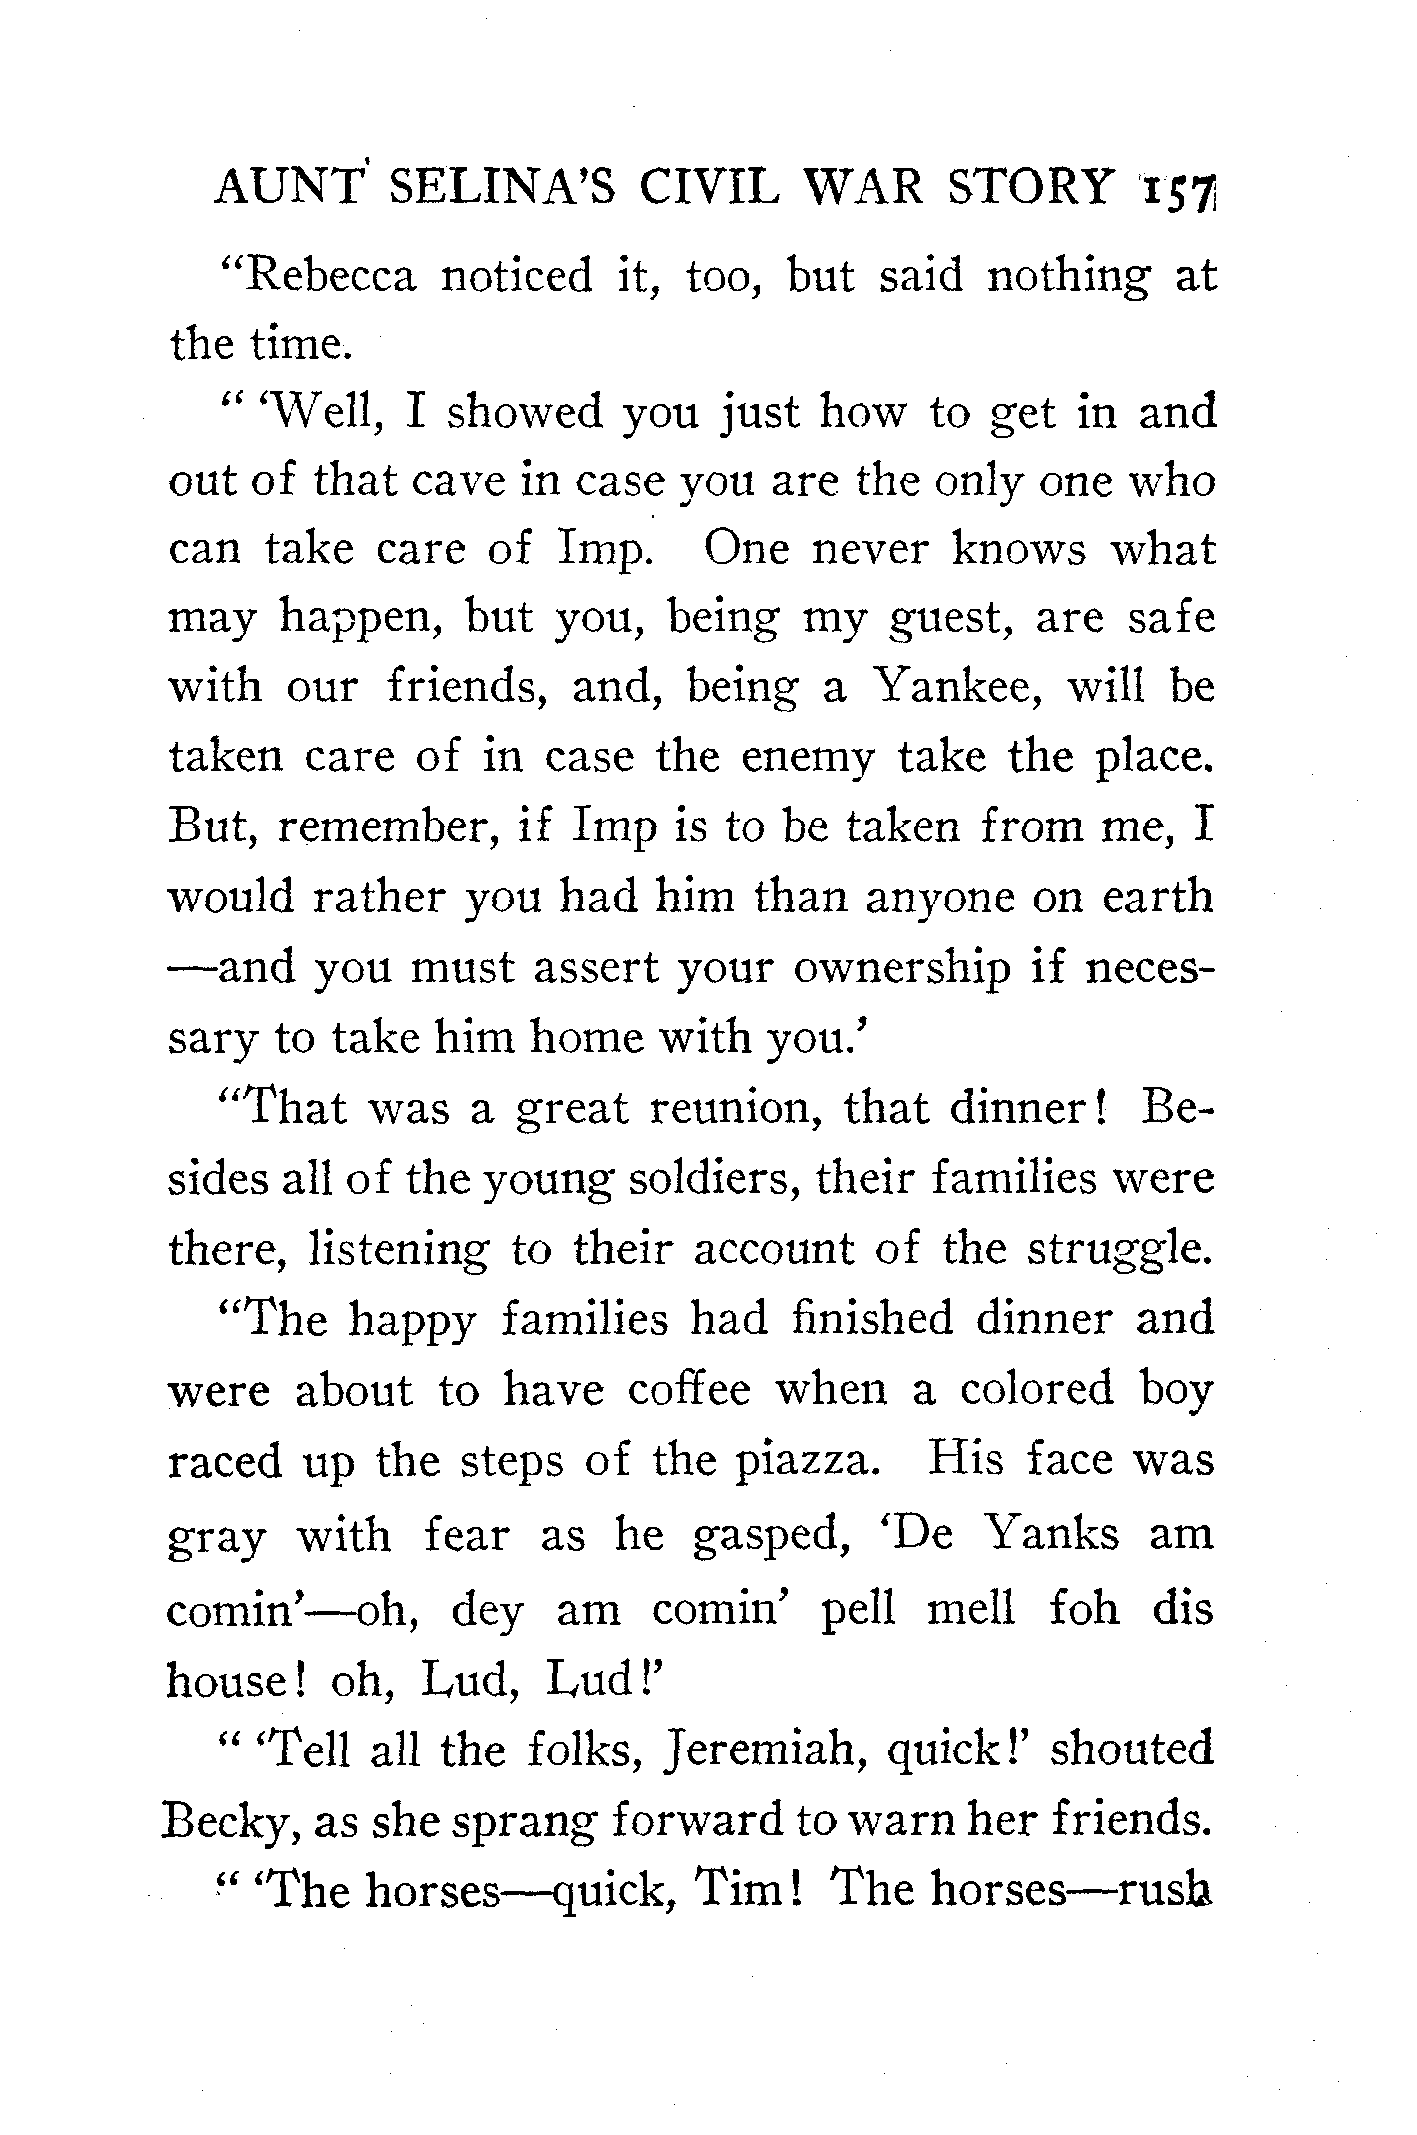 AUNT SELINA'S CIVIL WAR STORY 157
"Rebecca noticed it, too, but said nothing at
the time.
" 'Well, I showed you just how to get in and
out of that cave in case you are the only one who
can take care of Imp. One never knows what
may happen, but you, being my guest, are safe
with our friends, and, being a Yankee, will be
taken care of in case the enemy take the place.
But, remember, if Imp is to be taken from me, I
would rather you had him than anyone on earth
—and you must assert your ownership if neces-
sary to take him home with you.'
"That was a great reunion, that dinner! Be-
sides all of the young soldiers, their families were
there, listening to their account of the struggle.
"The happy families had finished dinner and
were about to have coffee when a colored boy
raced up the steps of the piazza. His face was
gray with fear as he gasped, 'De Yanks am
comin'—oh, dey am comin' pell mell foh dis
house! oh, Lud, Lud!'
" 'Tell all the folks, Jeremiah, quick!' shouted
Becky, as she sprang forward to warn her friends.
" 'The horses—quick, Tim! The horses—rush